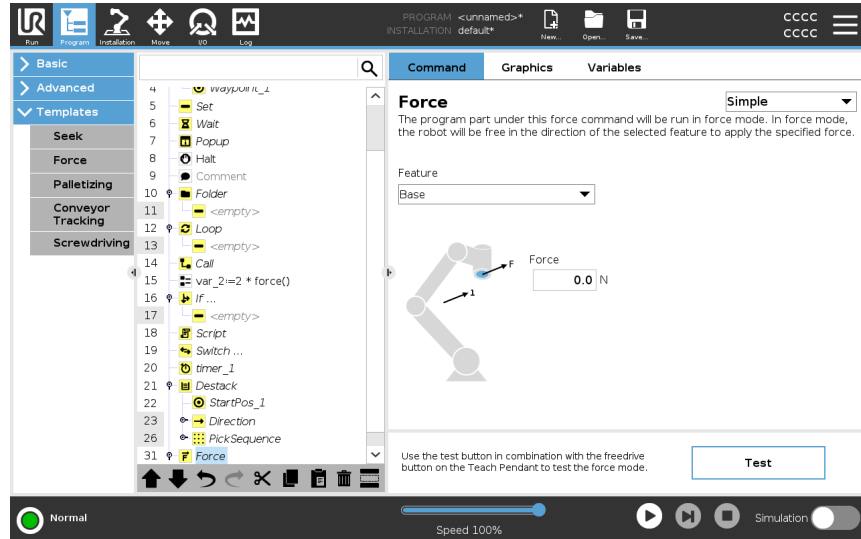 UR
PROGRAM <unnamed>*
INSTALLATION default*
Run
Program
Installation
Move
I/O
Log
New...
Open...
Save...
CCCC
CCCC
Basic
Advanced
Templates
Seek
Force
Palletizing
Conveyor
Tracking
Screwdriving
4 Waypoint_1
5 Set
6 Wait
7 Popup
8 Halt
9 Comment
10 Folder
11 <empty>
12 Loop
13 <empty>
14 Call
15 var_2:=2 * force()
16 If ...
17 <empty>
18 Script
19 Switch ...
20 timer_1
21 Destack
22 StartPos_1
23 Direction
26 PickSequence
31 F Force
Command Graphics Variables
Force
Simple
The program part under this force command will be run in force mode. In force mode,
the robot will be free in the direction of the selected feature to apply the specified force.
Feature
Base
F
1
Force
0.0 N
Use the test button in combination with the freedrive
button on the Teach Pendant to test the force mode.
Test
Normal
Speed 100%
Simulation